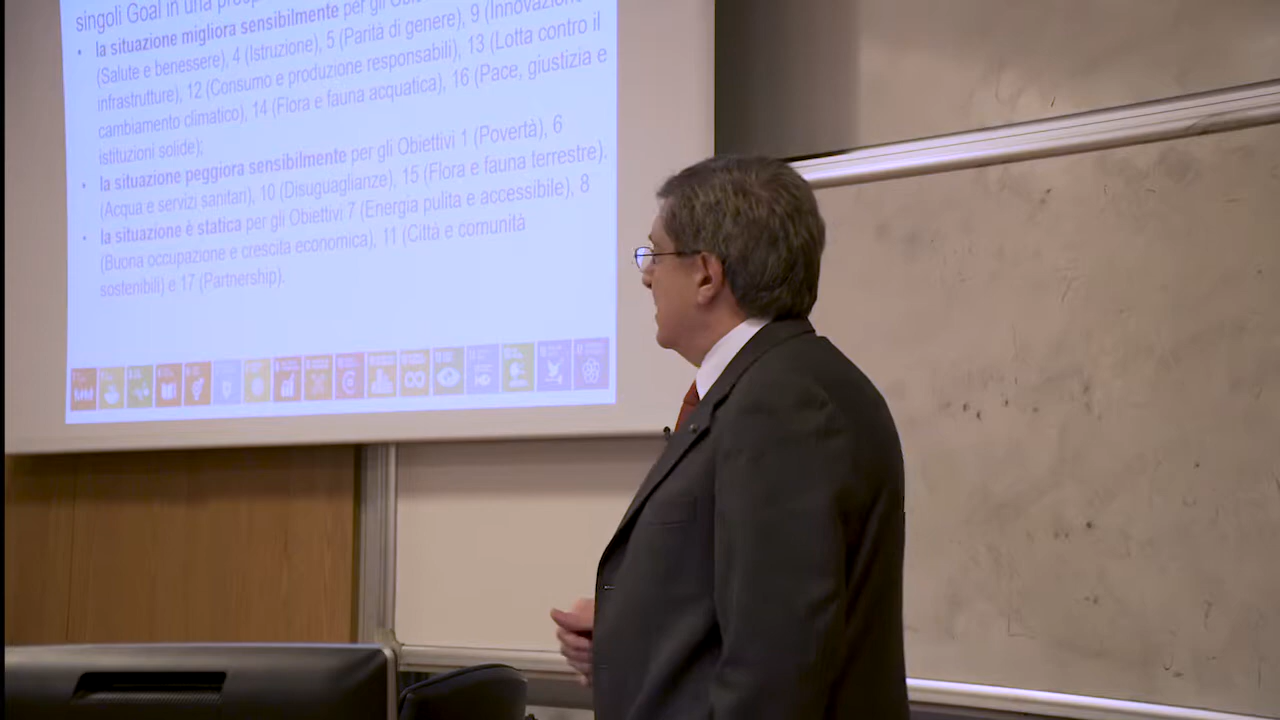 singoli Goal in una
la situazione migliora sensibilmente per gli
(Salute e benessere), 4 (Istruzione), 5 (Parità di genere), 9 (Innovazione
infrastrutture), 12 (Consumo e produzione responsabili), 13 (Lotta contro il
cambiamento climatico), 14 (Flora e fauna acquatica), 16 (Pace, giustizia e
istituzioni solide);
la situazione peggiora sensibilmente per gli Obiettivi 1 (Povertà), 6
(Acqua e servizi sanitari), 10 (Disuguaglianze), 15 (Flora e fauna terrestre).
la situazione è statica per gli Obiettivi 7 (Energia pulita e accessibile), 8
(Buona occupazione e crescita economica), 11 (Città e comunità
sostenibili) e 17 (Partnership).